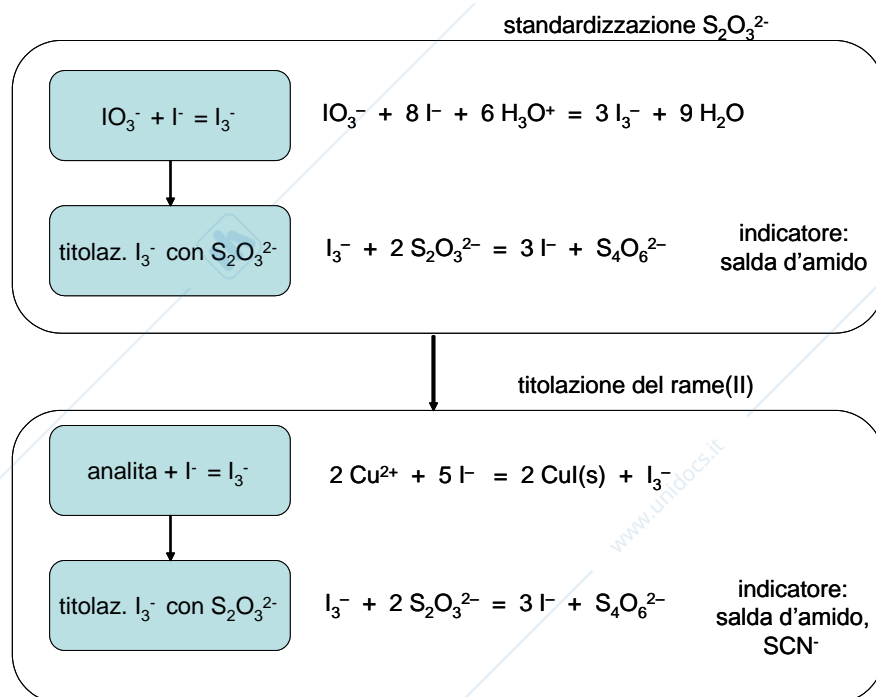 standardizzazione S₂O₃²⁻
IO₃⁻ + I⁻ = I₃⁻
IO₃⁻ + 8 I⁻ + 6 H₃O⁺ = 3 I₃⁻ + 9 H₂O
titolaz. I₃⁻ con S₂O₃²⁻
I₃⁻ + 2 S₂O₃²⁻ = 3 I⁻ + S₄O₆²⁻
indicatore:
salda d'amido
titolazione del rame(II)
analita + I⁻ = I₃⁻
2 Cu²⁺ + 5 I⁻ = 2 CuI(s) + I₃⁻
titolaz. I₃⁻ con S₂O₃²⁻
I₃⁻ + 2 S₂O₃²⁻ = 3 I⁻ + S₄O₆²⁻
indicatore:
salda d'amido,
SCN⁻
www.unidocs.it